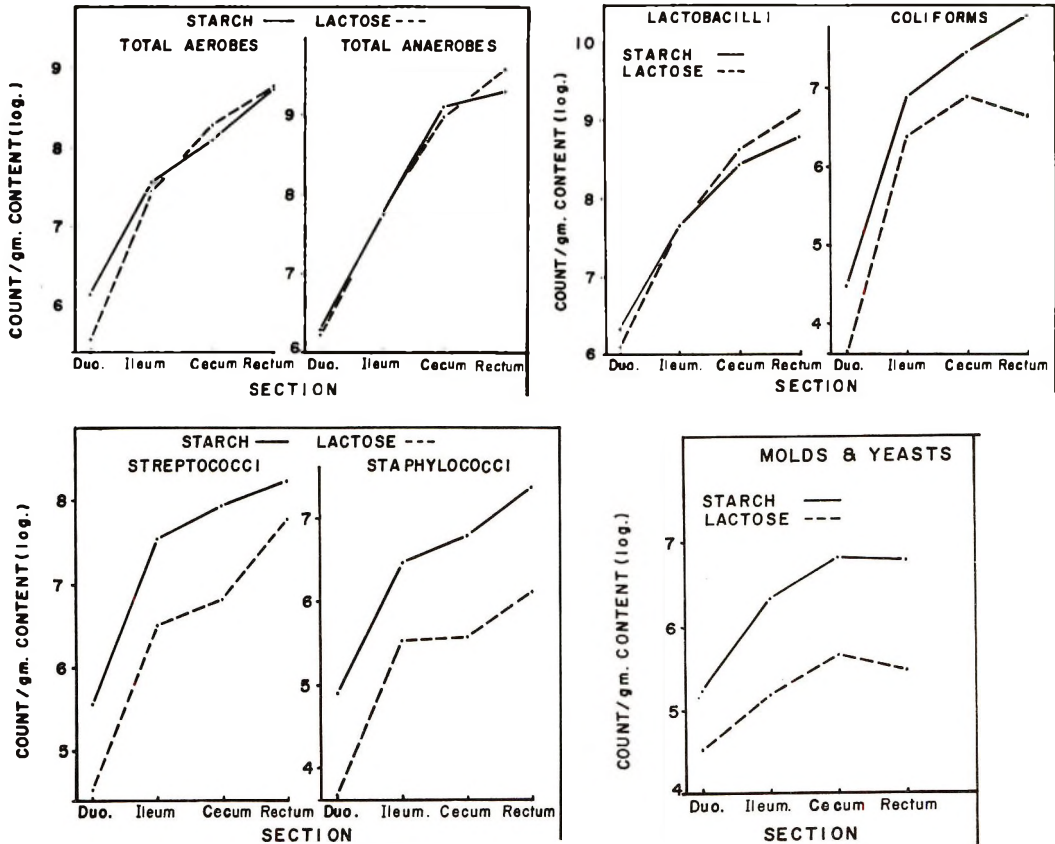 STARCH — LACTOSE ---
TOTAL AEROBES
TOTAL ANAEROBES
COUNT/gm. CONTENT (log.)
9
8
7
6
9
8
7
6
Duo. Ileum Cecum Rectum
Duo. Ileum Cecum Rectum
SECTION
LACTOBACILLI
COLIFORMS
STARCH —
LACTOSE ---
COUNT/gm. CONTENT (log.)
10
9
8
7
6
7
6
5
4
Duo. Ileum. Cecum Rectum
Duo. Ileum Cecum Rectum
SECTION
STARCH — LACTOSE ---
STREPTOCOCCI
STAPHYLOCOCCI
COUNT/gm. CONTENT (log.)
8
7
6
5
7
6
5
4
Duo. Ileum Cecum Rectum
Duo. Ileum Cecum Rectum
SECTION
MOLDS & YEASTS
STARCH —
LACTOSE ---
COUNT/gm. CONTENT (log.)
7
6
5
4
Duo. Ileum. Cecum Rectum
SECTION